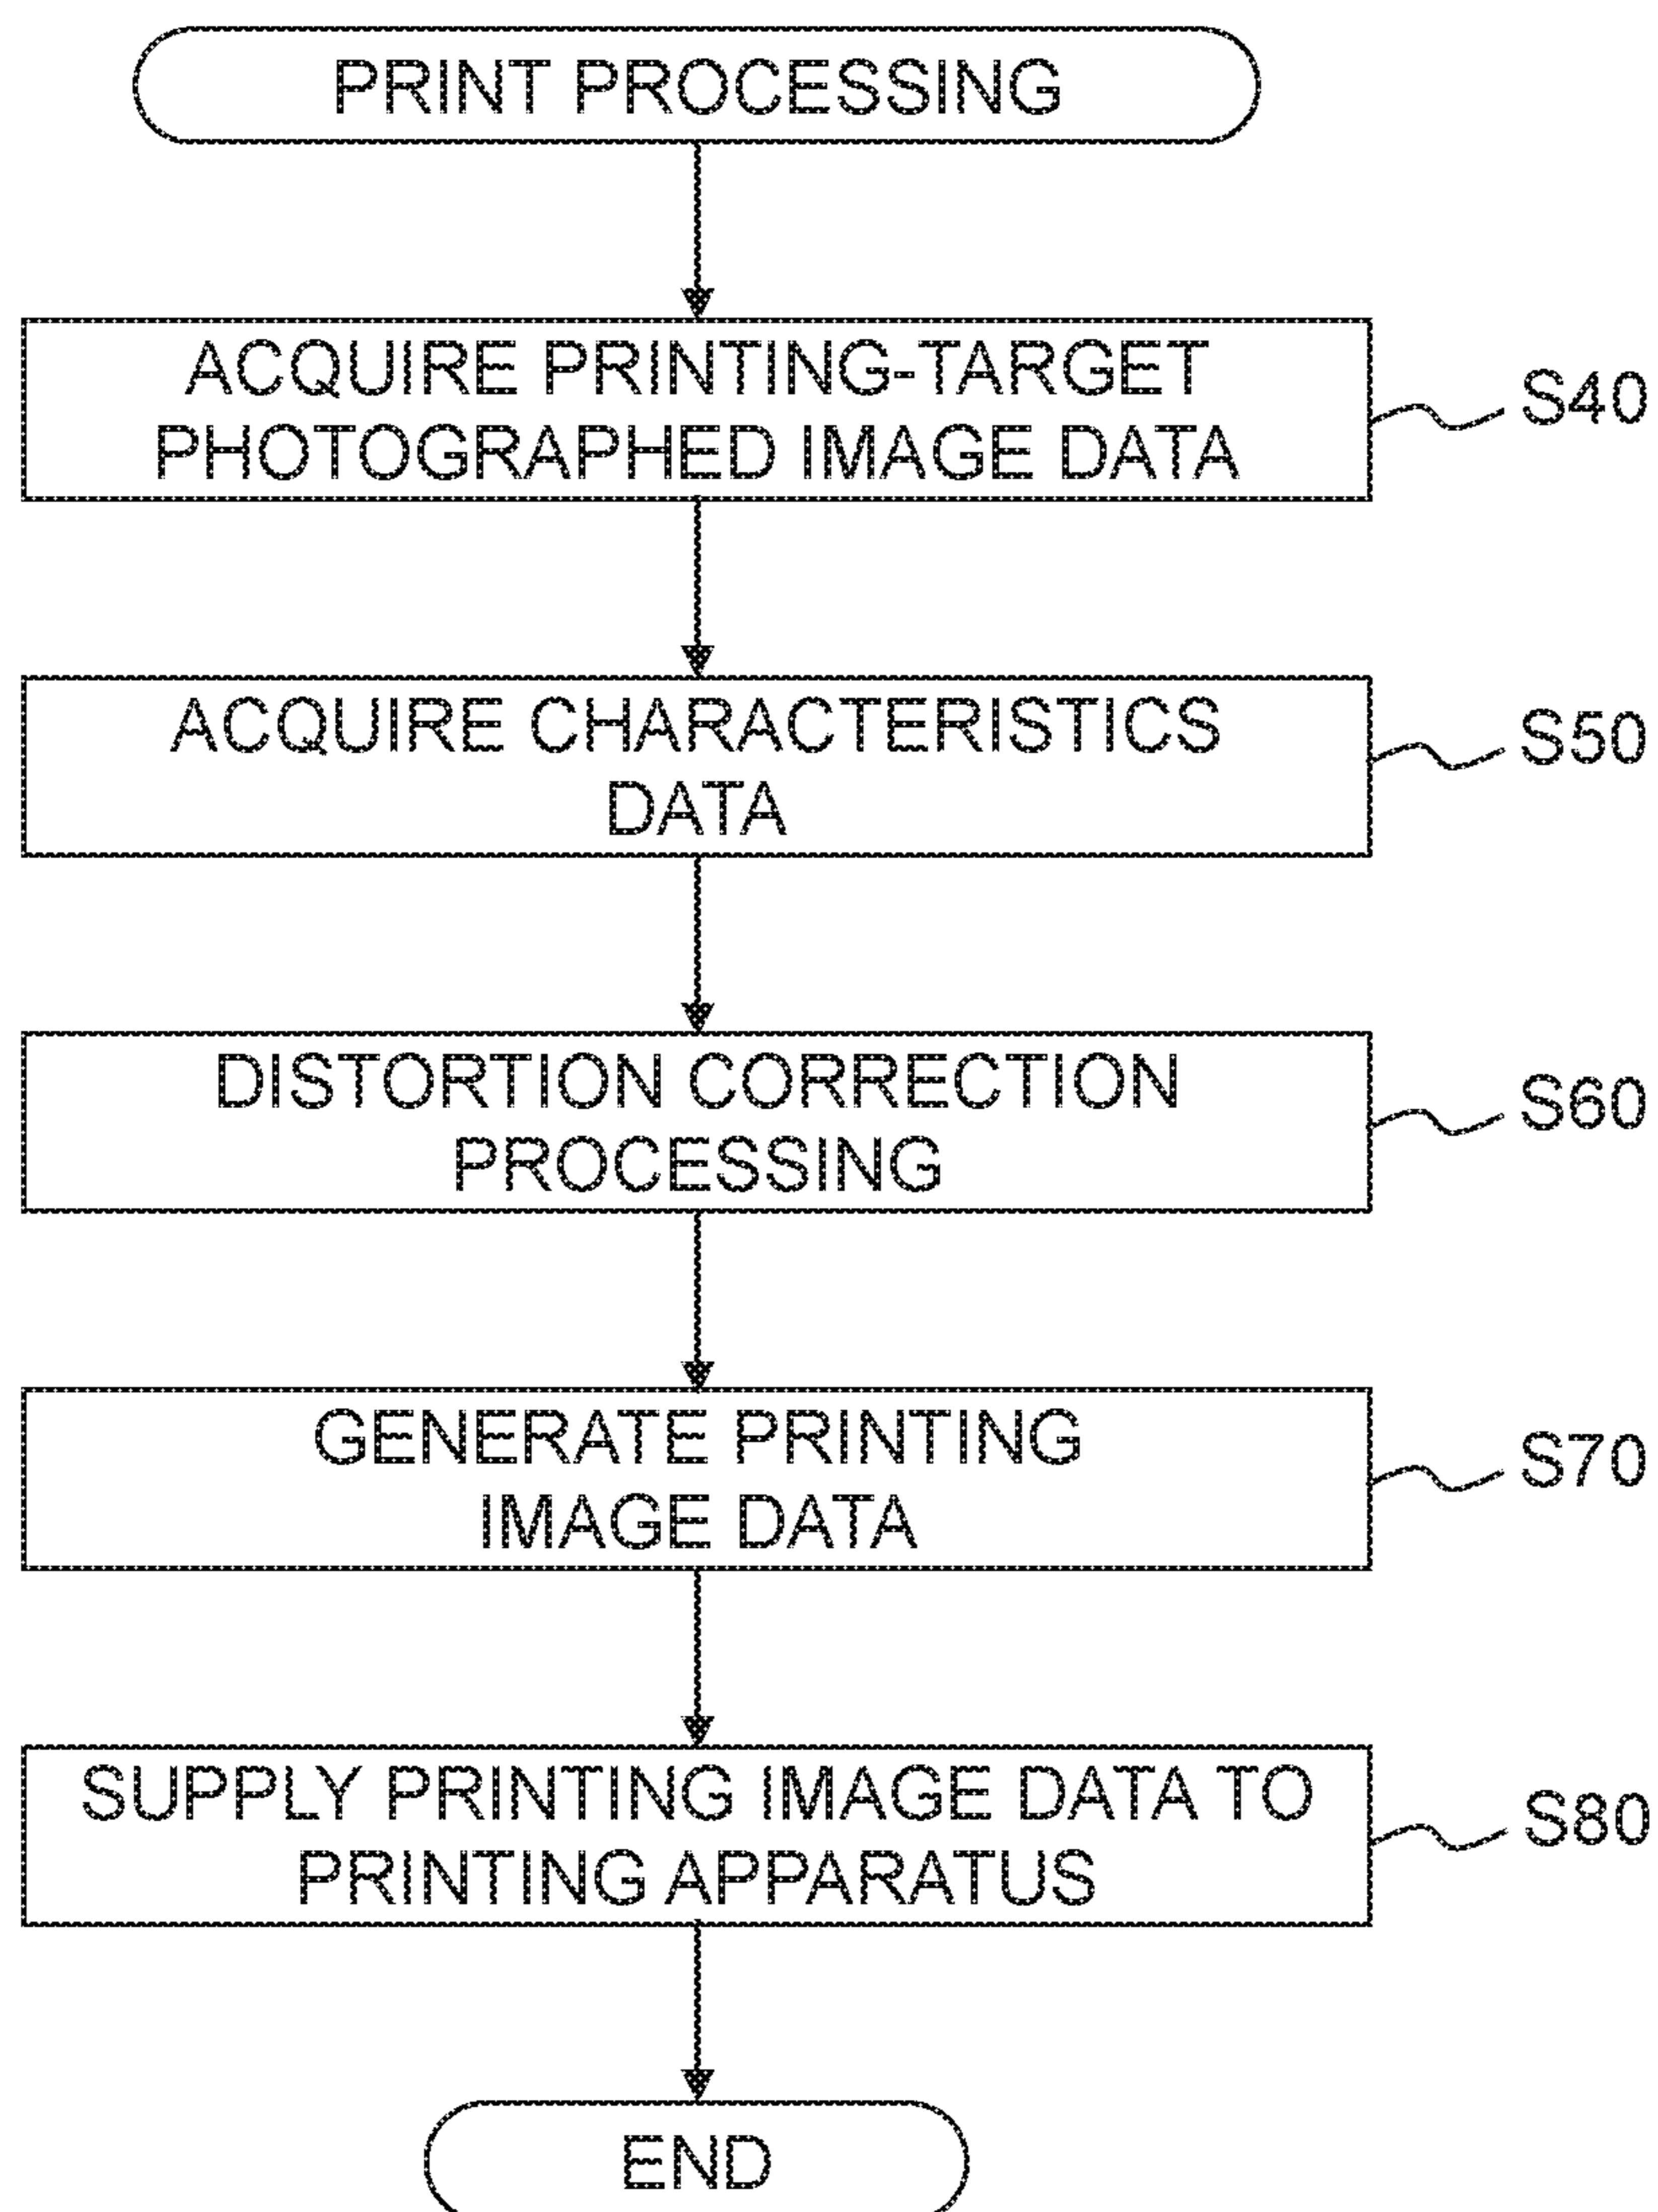 PRINT PROCESSING
ACQUIRE PRINTING-TARGET
PHOTOGRAPHED IMAGE DATA
S40
ACQUIRE CHARACTERISTICS
DATA
S50
DISTORTION CORRECTION
PROCESSING
S60
GENERATE PRINTING
IMAGE DATA
S70
SUPPLY PRINTING IMAGE DATA TO
PRINTING APPARATUS
S80
END